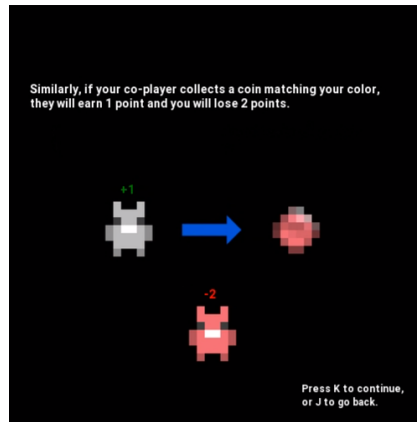 Similarly, if your co-player collects a coin matching your color,
they will earn 1 point and you will lose 2 points.
+1
-2
Press K to continue,
or J to go back.